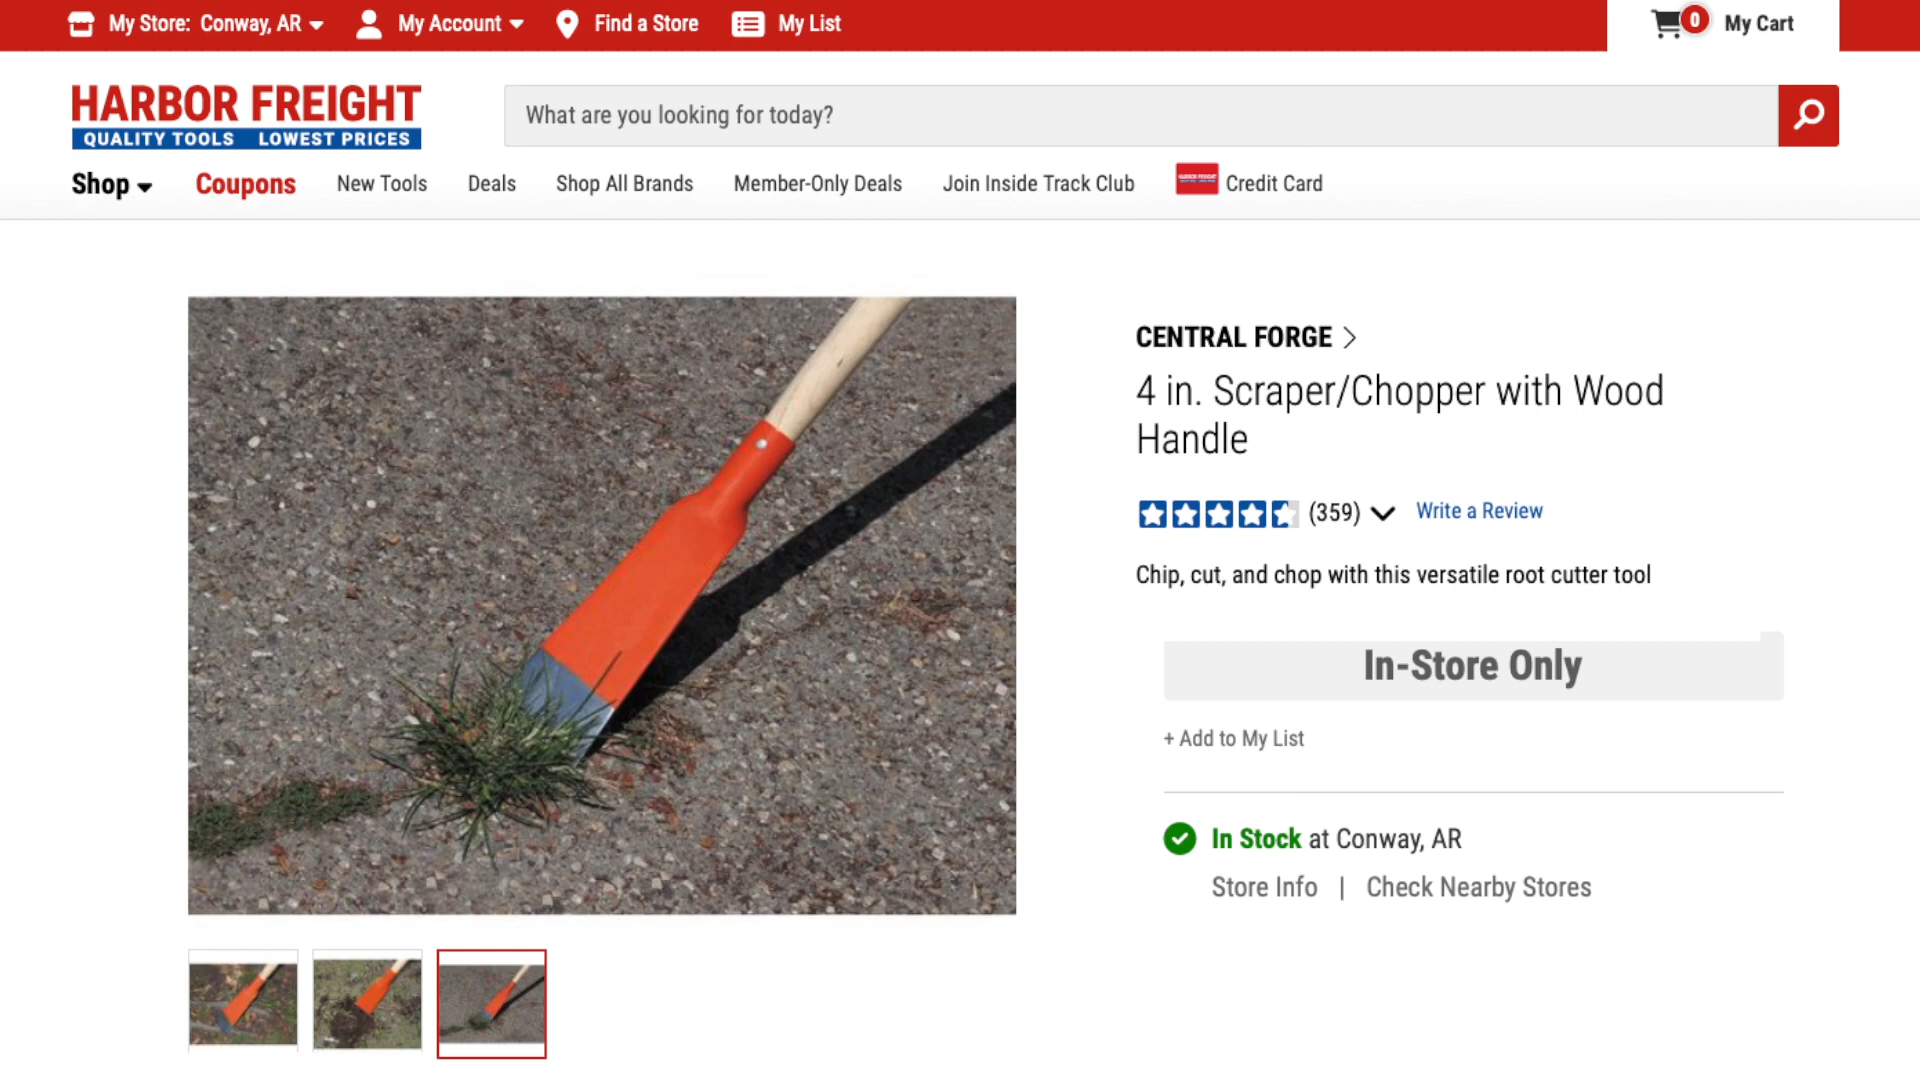 My Store: Conway, AR
My Account
Find a Store
My List
0
My Cart
HARBOR FREIGHT
QUALITY TOOLS LOWEST PRICES
What are you looking for today?
Shop
Coupons
New Tools
Deals
Shop All Brands
Member-Only Deals
Join Inside Track Club
Credit Card
CENTRAL FORGE
4 in. Scraper/Chopper with Wood
Handle
(359)
Write a Review
Chip, cut, and chop with this versatile root cutter tool
In-Store Only
+ Add to My List
In Stock at Conway, AR
Store Info | Check Nearby Stores